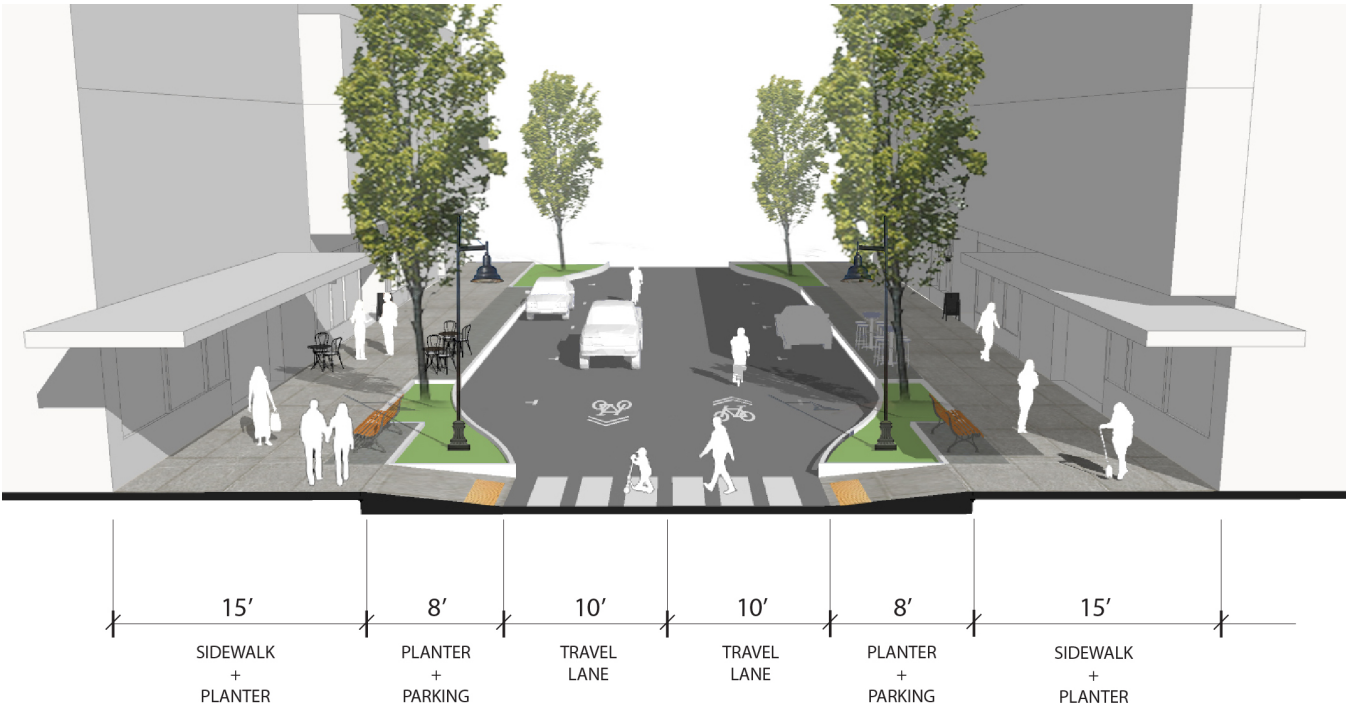 15’ 8’ 10’ 10’ 8’ 15’
SIDEWALK PLANTER TRAVEL TRAVEL PLANTER SIDEWALK
+ + LANE LANE + +
PLANTER PARKING PARKING PLANTER